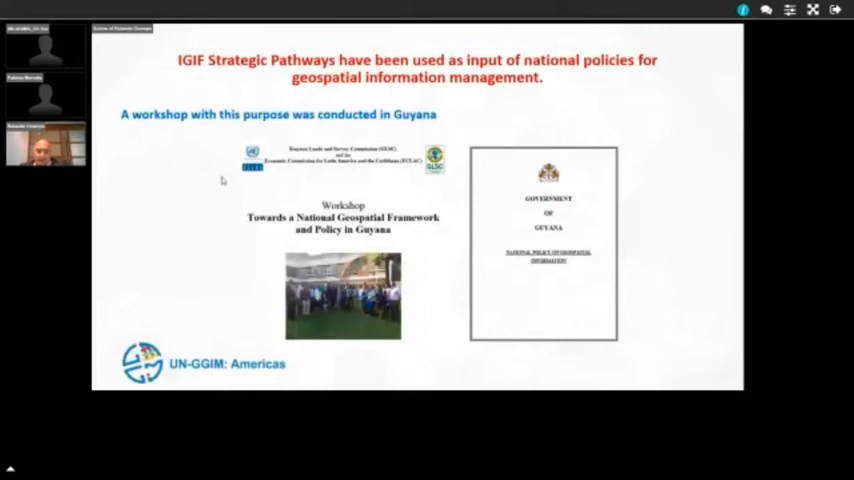 IGIF Strategic Pathways have been used as input of national policies for
geospatial information management.
A workshop with this purpose was conducted in Guyana
Guyana Lands and Survey Commission (GLSC)
and the
Economic Commission for Latin America and the Caribbean (ECLAC)
GLSC
Workshop
Towards a National Geospatial Framework
and Policy in Guyana
GOVERNMENT
OF
GUYANA
NATIONAL POLICY ON GEOSPATIAL
INFORMATION
UN-GGIM: Americas